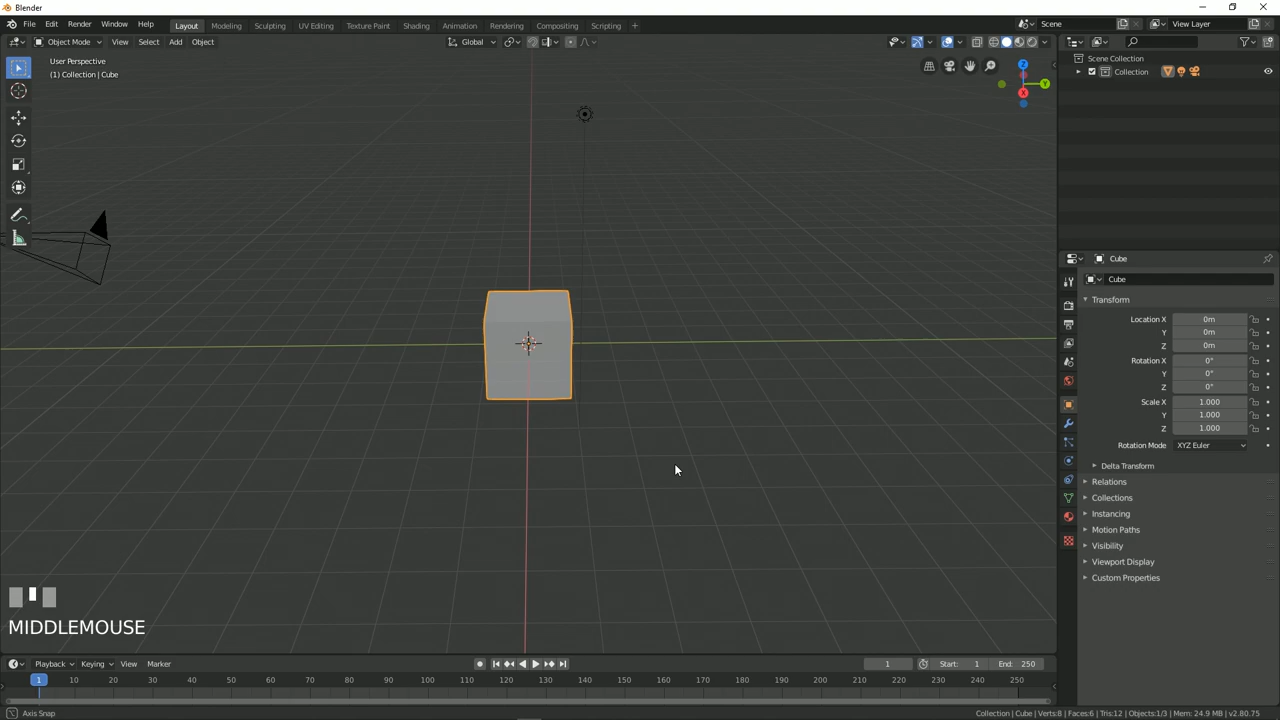 Blender
File Edit Render Window Help Layout Modeling Sculpting UV Editing Texture Paint Shading Animation Rendering Compositing Scripting + Scene View Layer
Object Mode View Select Add Object Global
User Perspective
(1) Collection | Cube
Z
Y
X
Scene Collection
Collection
Cube
Cube
Transform
Location X 0m
Y 0m
Z 0m
Rotation X 0°
Y 0°
Z 0°
Scale X 1.000
Y 1.000
Z 1.000
Rotation Mode XYZ Euler
Delta Transform
Relations
Collections
Instancing
Motion Paths
Visibility
Viewport Display
Custom Properties
MIDDLEMOUSE
Playback Keying View Marker 1 Start: 1 End: 250
1 10 20 30 40 50 60 70 80 90 100 110 120 130 140 150 160 170 180 190 200 210 220 230 240 250
Axis Snap Collection | Cube | Verts:8 | Faces:6 | Tris:12 | Objects:1/3 | Mem: 24.9 MB | v2.80.75